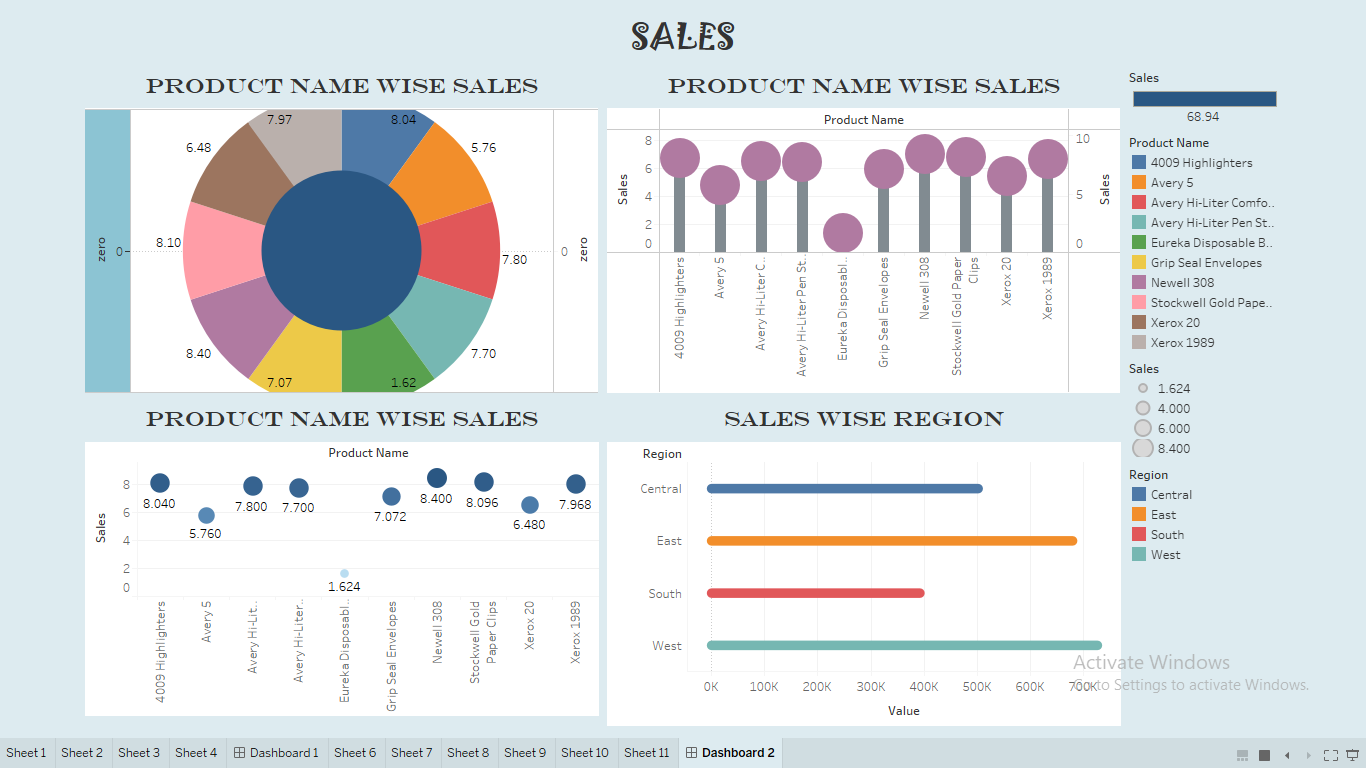 SALES
PRODUCT NAME WISE SALES
7.97
8.04
6.48
5.76
8.10
7.80
8.40
7.70
7.07
1.62
zero
0
0
zero
PRODUCT NAME WISE SALES
Product Name
8
6
4
2
0
Sales
10
5
0
Sales
4009 Highlighters
Avery 5
Avery Hi-Liter C..
Avery Hi-Liter Pen St..
Eureka Disposabl..
Grip Seal Envelopes
Newell 308
Stockwell Gold Paper
Clips
Xerox 20
Xerox 1989
PRODUCT NAME WISE SALES
Product Name
8
6
4
2
0
Sales
8.040
5.760
7.800
7.700
1.624
7.072
8.400
8.096
6.480
7.968
4009 Highlighters
Avery 5
Avery Hi-Lit..
Avery Hi-Liter..
Eureka Disposabl..
Grip Seal Envelopes
Newell 308
Stockwell Gold
Paper Clips
Xerox 20
Xerox 1989
SALES WISE REGION
Region
Central
East
South
West
0K 100K 200K 300K 400K 500K 600K 700K
Value
Sales
68.94
Product Name
4009 Highlighters
Avery 5
Avery Hi-Liter Comfo..
Avery Hi-Liter Pen St..
Eureka Disposable B..
Grip Seal Envelopes
Newell 308
Stockwell Gold Pape..
Xerox 20
Xerox 1989
Sales
1.624
4.000
6.000
8.400
Region
Central
East
South
West
Activate Windows
Go to Settings to activate Windows.
Sheet 1 Sheet 2 Sheet 3 Sheet 4 Dashboard 1 Sheet 6 Sheet 7 Sheet 8 Sheet 9 Sheet 10 Sheet 11 Dashboard 2